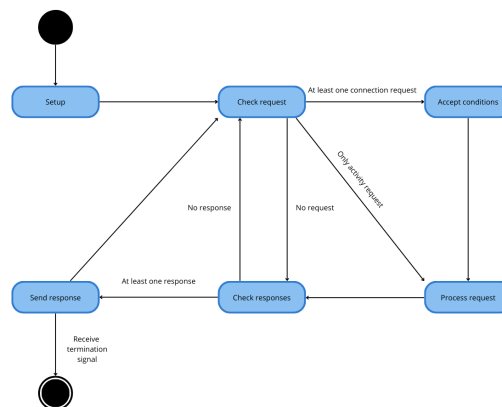 At least one connection request
Setup
Check request
Accept conditions
Only activity request
No response
No request
At least one response
Send response
Check responses
Process request
Receive
termination
signal